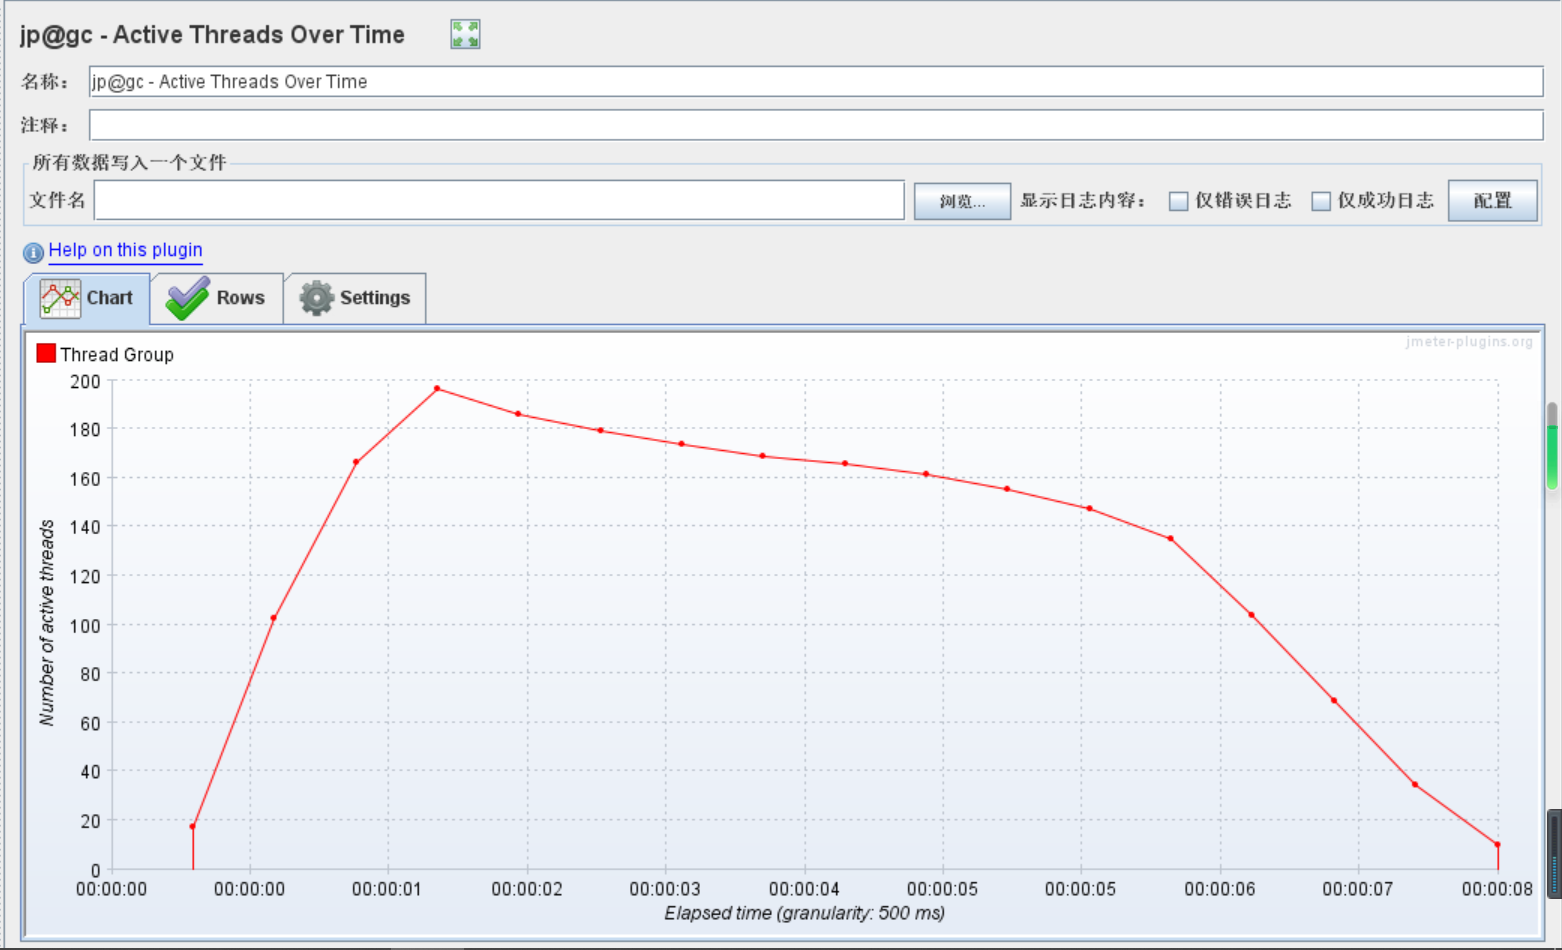 jp@gc - Active Threads Over Time
名称： jp@gc - Active Threads Over Time
注释：
所有数据写入一个文件
文件名 浏览... 显示日志内容： 仅错误日志 仅成功日志 配置
Help on this plugin
Chart Rows Settings
jmeter-plugins.org
Thread Group
200
180
160
140
120
100
80
60
40
20
0
Number of active threads
00:00:00 00:00:00 00:00:01 00:00:02 00:00:03 00:00:04 00:00:05 00:00:05 00:00:06 00:00:07 00:00:08
Elapsed time (granularity: 500 ms)